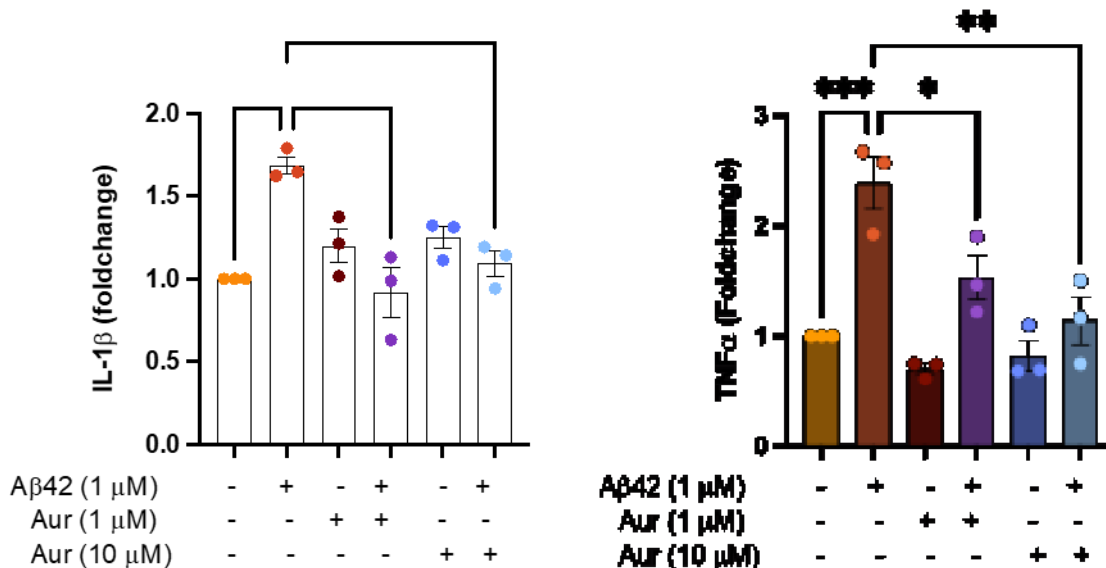 IL-1β (foldchange)
2.0
1.5
1.0
0.5
0.0
Aβ42 (1 μM) - + - + - +
Aur (1 μM) + +
Aur (10 μM) + +
** 
*** *
TNFα (Foldchange)
3
2
1
0
Aβ42 (1 μM) - + - + - +
Aur (1 μM) + +
Aur (10 μM) + +